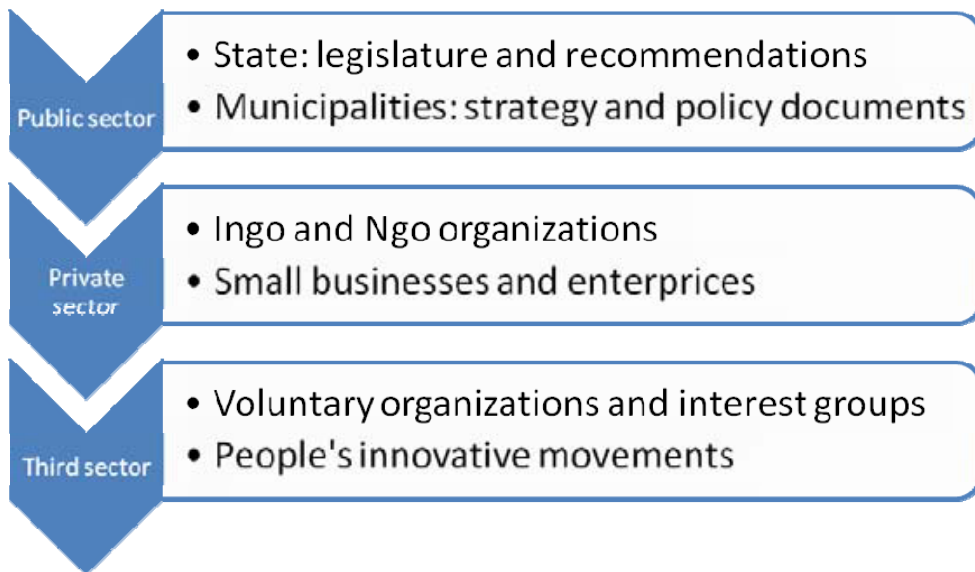 Public sector
• State: legislature and recommendations
• Municipalities: strategy and policy documents
Private
sector
• Ingo and Ngo organizations
• Small businesses and enterprices
Third sector
• Voluntary organizations and interest groups
• People's innovative movements